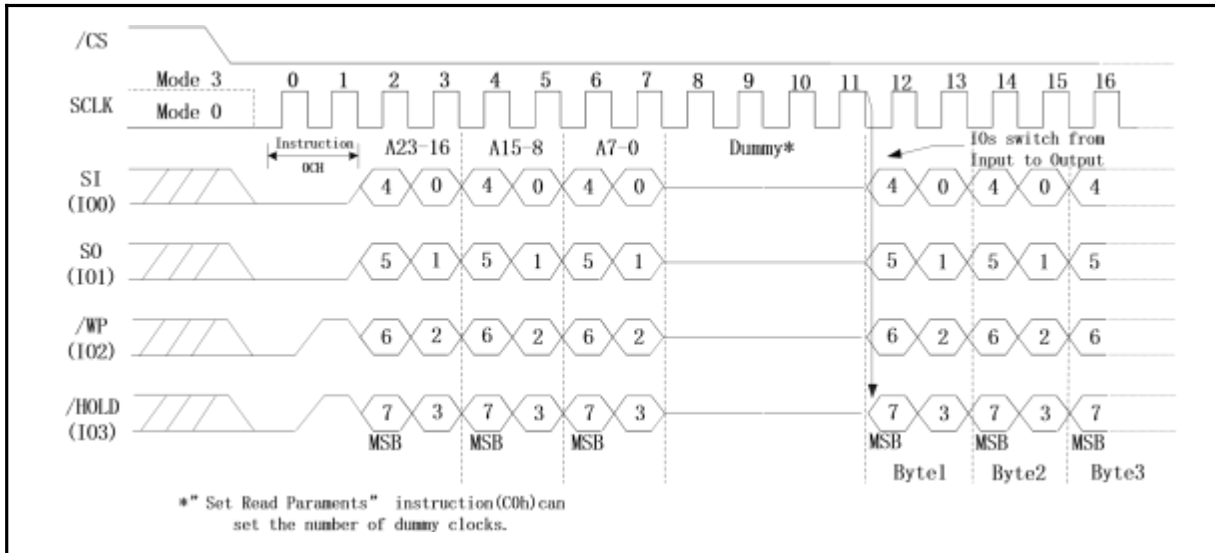 /CS
Mode 3 0 1 2 3 4 5 6 7 8 9 10 11 12 13 14 15 16
SCLK Mode 0
Instruction A23-16 A15-8 A7-0 Dummy* IOs switch from
0CH Input to Output
SI 4 0 4 0 4 0 4 0 4 0 4
(IO0)
SO 5 1 5 1 5 1 5 1 5 1 5
(IO1)
/WP 6 2 6 2 6 2 6 2 6 2 6
(IO2)
/HOLD 7 3 7 3 7 3 7 3 7 3 7
(IO3) MSB MSB MSB MSB MSB MSB
Byte1 Byte2 Byte3
*" Set Read Paraments" instruction(C0h)can
set the number of dummy clocks.